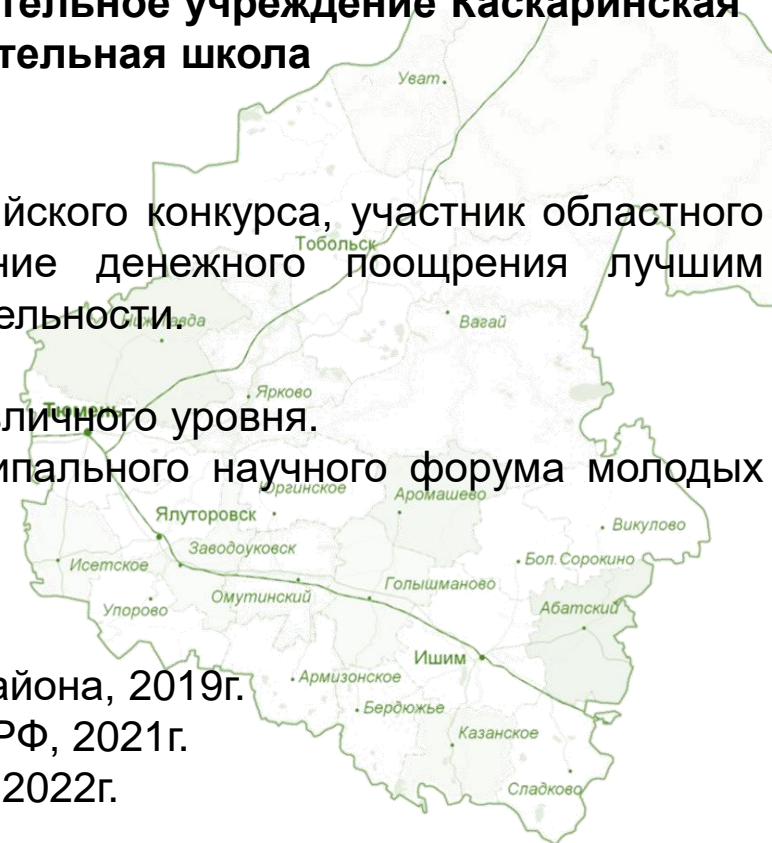 тельное учреждение Каскаринская
тельная школа
Уват
йского конкурса, участник областного
Тобольск
ние денежного поощрения лучшим
ельности.
Вагай
Ярково
Тюмень
личного уровня.
ипального научного форума молодых
Аромашево
Ялуторовск
Викулово
Заводоуковск
Бол.Сорокино
Исетское
Голышманово
Омутинский
Абатский
Упорово
Ишим
Армизонское
айона, 2019г.
Бердюжье
РФ, 2021г.
Казанское
2022г.
Сладково